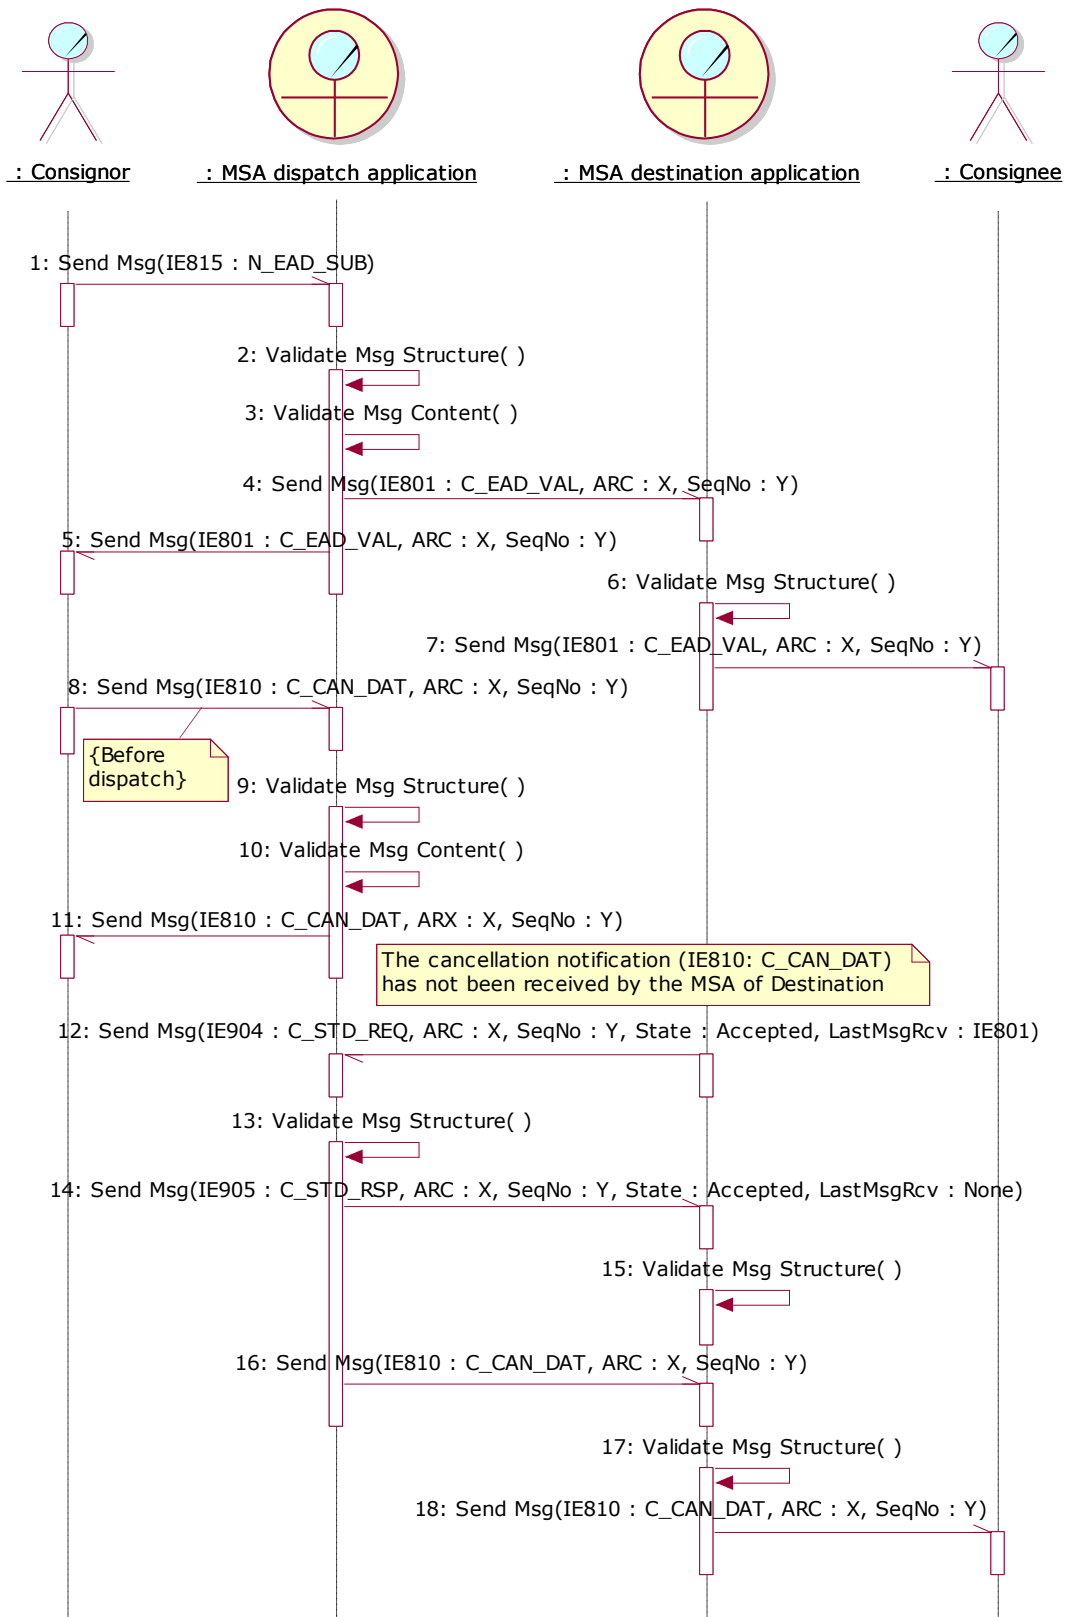 : Consignor
: MSA dispatch application
: MSA destination application
: Consignee
1: Send Msg(IE815 : N_EAD_SUB)
2: Validate Msg Structure( )
3: Validate Msg Content( )
4: Send Msg(IE801 : C_EAD_VAL, ARC : X, SeqNo : Y)
5: Send Msg(IE801 : C_EAD_VAL, ARC : X, SeqNo : Y)
6: Validate Msg Structure( )
7: Send Msg(IE801 : C_EAD_VAL, ARC : X, SeqNo : Y)
8: Send Msg(IE810 : C_CAN_DAT, ARC : X, SeqNo : Y)
{Before
dispatch}
9: Validate Msg Structure( )
10: Validate Msg Content( )
11: Send Msg(IE810 : C_CAN_DAT, ARX : X, SeqNo : Y)
The cancellation notification (IE810: C_CAN_DAT)
has not been received by the MSA of Destination
12: Send Msg(IE904 : C_STD_REQ, ARC : X, SeqNo : Y, State : Accepted, LastMsgRcv : IE801)
13: Validate Msg Structure( )
14: Send Msg(IE905 : C_STD_RSP, ARC : X, SeqNo : Y, State : Accepted, LastMsgRcv : None)
15: Validate Msg Structure( )
16: Send Msg(IE810 : C_CAN_DAT, ARC : X, SeqNo : Y)
17: Validate Msg Structure( )
18: Send Msg(IE810 : C_CAN_DAT, ARC : X, SeqNo : Y)